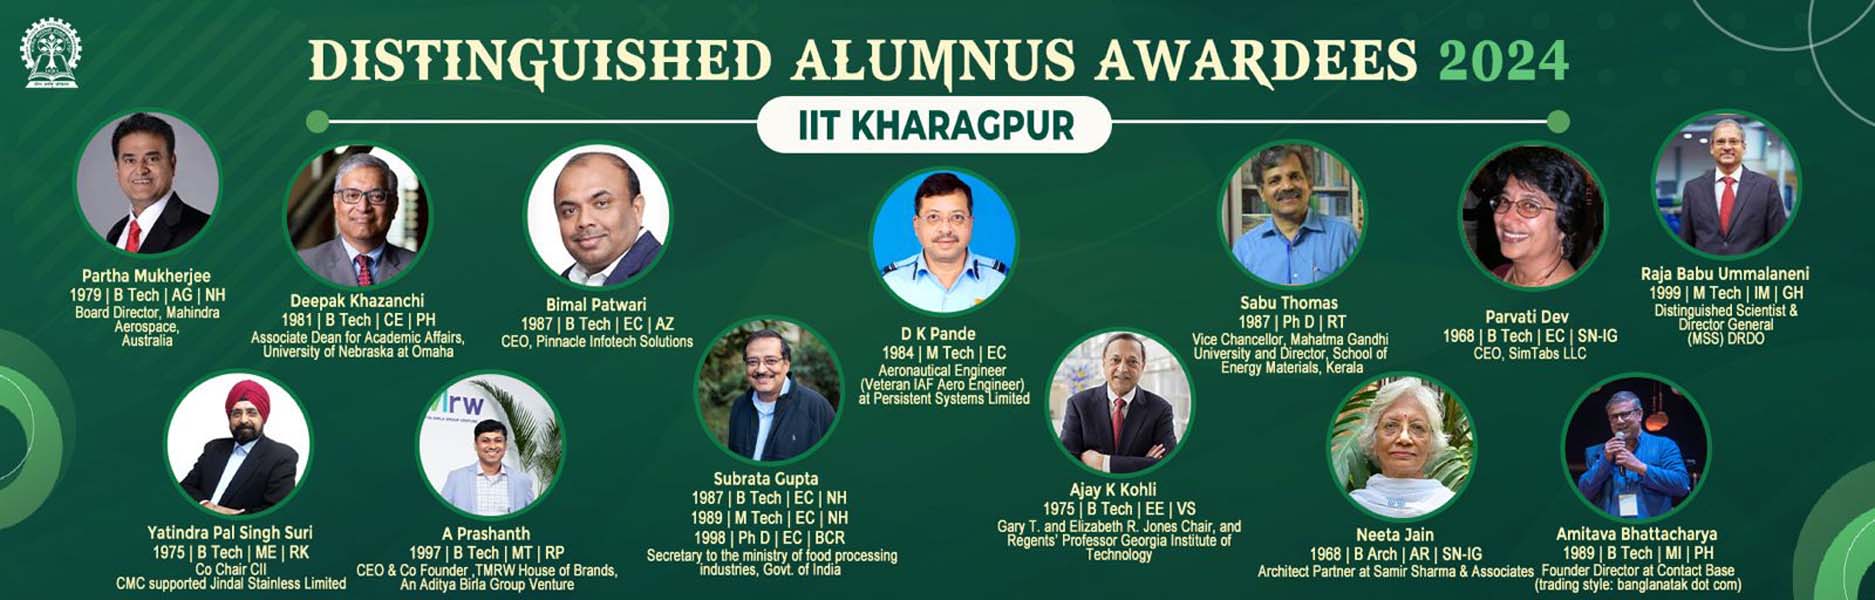 DISTINGUISHED ALUMNUS AWARDEES 2024
IIT KHARAGPUR
Partha Mukherjee
1979 | B Tech | AG | NH
Board Director, Mahindra
Aerospace,
Australia
Deepak Khazanchi
1981 | B Tech | CE | PH
Associate Dean for Academic Affairs,
University of Nebraska at Omaha
Bimal Patwari
1987 | B Tech | EC | AZ
CEO, Pinnacle Infotech Solutions
D K Pande
1984 | M Tech | EC
Aeronautical Engineer
(Veteran IAF Aero Engineer)
at Persistent Systems Limited
Sabu Thomas
1987 | Ph D | RT
Vice Chancellor, Mahatma Gandhi
University and Director, School of
Energy Materials, Kerala
Parvati Dev
1968 | B Tech | EC | SN-IG
CEO, SimTabs LLC
Raja Babu Ummalaneni
1999 | M Tech | IM | GH
Distinguished Scientist &
Director General
(MSS) DRDO
Yatindra Pal Singh Suri
1975 | B Tech | ME | RK
Co Chair CII
CMC supported Jindal Stainless Limited
rw
A Prashanth
1997 | B Tech | MT | RP
CEO & Co Founder ,TMRW House of Brands,
An Aditya Birla Group Venture
Subrata Gupta
1987 | B Tech | EC | NH
1989 | M Tech | EC | NH
1998 | Ph D | EC | BCR
Secretary to the ministry of food processing
industries, Govt. of India
Ajay K Kohli
1975 | B Tech | EE | VS
Gary T. and Elizabeth R. Jones Chair, and
Regents' Professor Georgia Institute of
Technology
Neeta Jain
1968 | B Arch | AR | SN-IG
Architect Partner at Samir Sharma & Associates
Amitava Bhattacharya
1989 | B Tech | MI | PH
Founder Director at Contact Base
(trading style: banglanatak dot com)